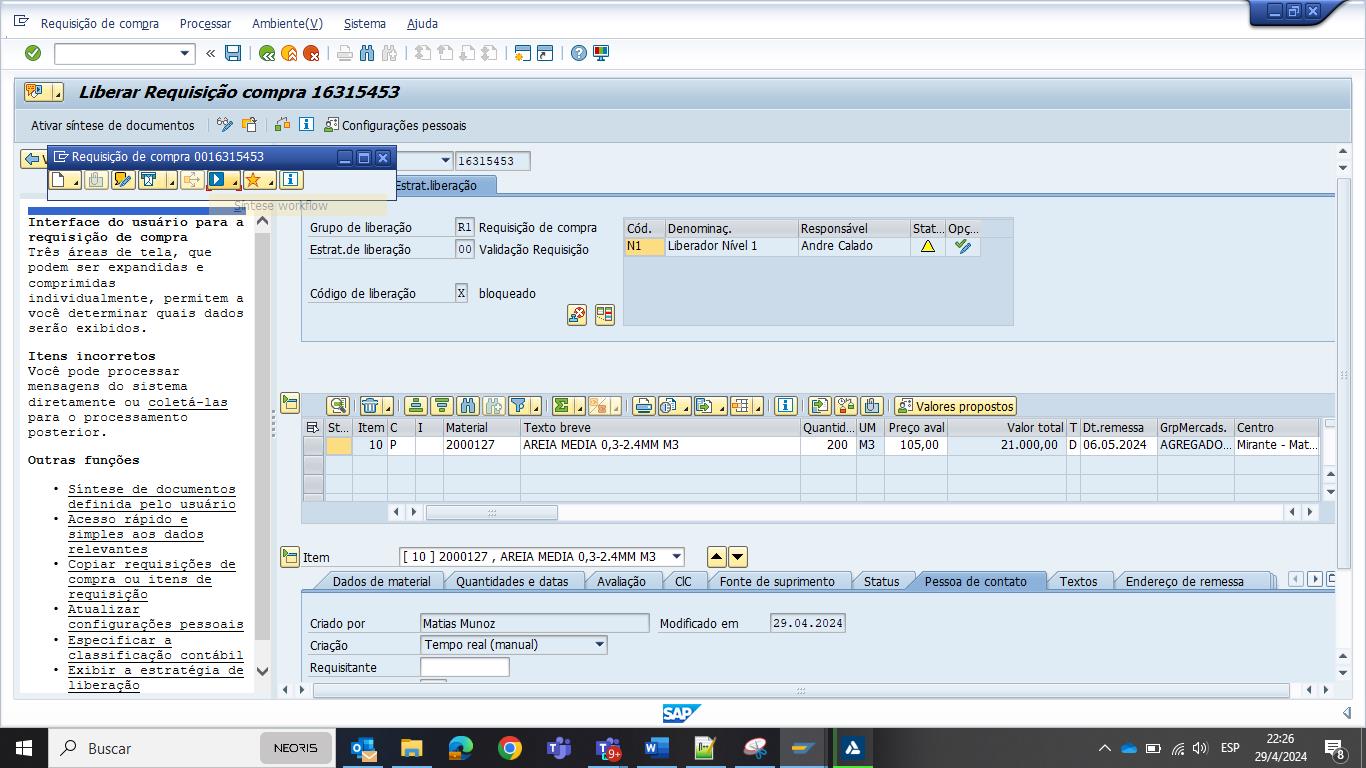 Requisição de compra Processar Ambiente(V) Sistema Ajuda
Liberar Requisição compra 16315453
Ativar síntese de documentos Configurações pessoais
Requisição de compra 0016315453
16315453
Estrat.liberação
Síntese workflow
Interface do usuário para a
requisição de compra
Três áreas de tela, que
podem ser expandidas e
comprimidas
individualmente, permitem a
você determinar quais dados
serão exibidos.
Itens incorretos
Você pode processar
mensagens do sistema
diretamente ou coletá-las
para o processamento
posterior.
Outras funções
• Síntese de documentos
definida pelo usuário
• Acesso rápido e
simples aos dados
relevantes
• Copiar requisições de
compra ou itens de
requisição
• Atualizar
configurações pessoais
• Especificar a
classificação contábil
• Exibir a estratégia de
liberação
Grupo de liberação R1 Requisição de compra
Estrat.de liberação 00 Validação Requisição
Código de liberação X bloqueado
Cód. Denominaç. Responsável Stat... Opç...
N1 Liberador Nível 1 Andre Calado
Valores propostos
St... Item C I Material Texto breve Quantid... UM Preço aval Valor total T Dt.remessa GrpMercads. Centro
10 P 2000127 AREIA MEDIA 0,3-2.4MM M3 200 M3 105,00 21.000,00 D 06.05.2024 AGREGADO... Mirante - Mat...
Item [ 10 ] 2000127 , AREIA MEDIA 0,3-2.4MM M3
Dados de material Quantidades e datas Avaliação ClC Fonte de suprimento Status Pessoa de contato Textos Endereço de remessa
Criado por Matias Munoz Modificado em 29.04.2024
Criação Tempo real (manual)
Requisitante
SAP
Buscar NEORIS
9+
ESP
22:26
29/4/2024
8